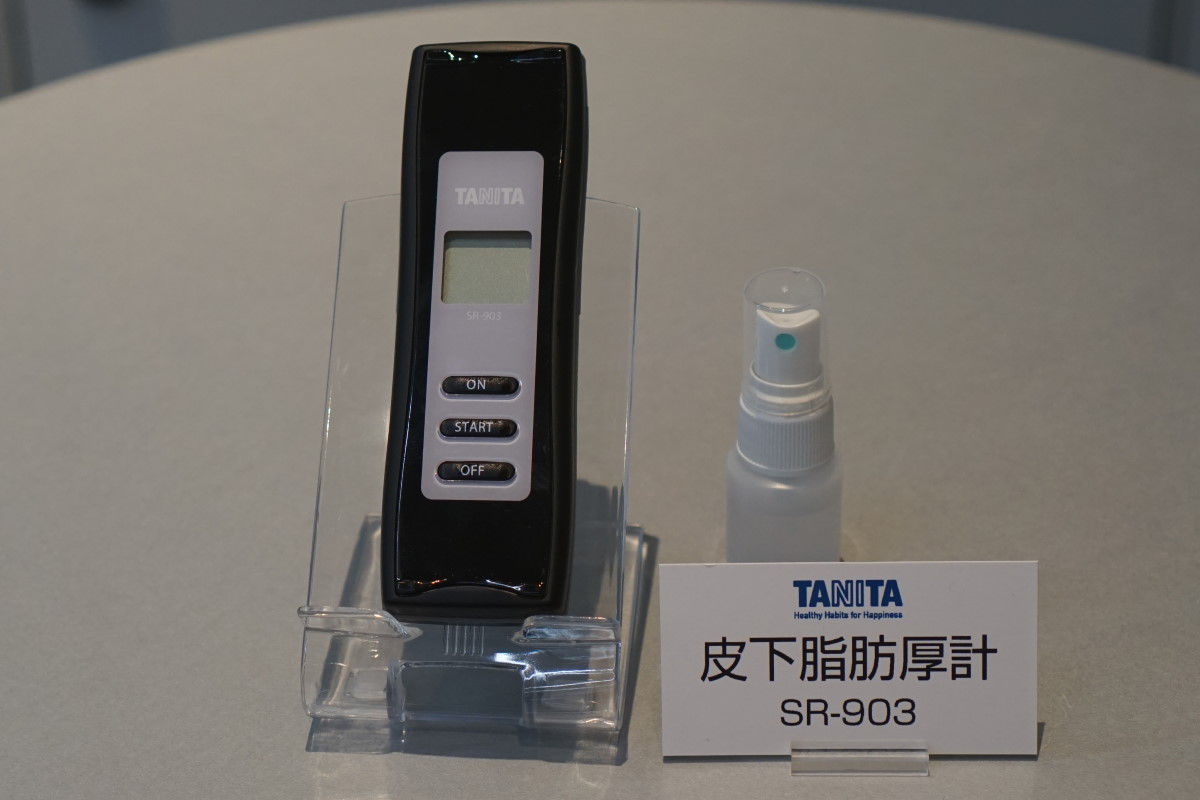 TANITA
SR-903
ON
START
OFF
TANITA
Healthy Habits for Happiness
皮下脂肪厚計
SR-903